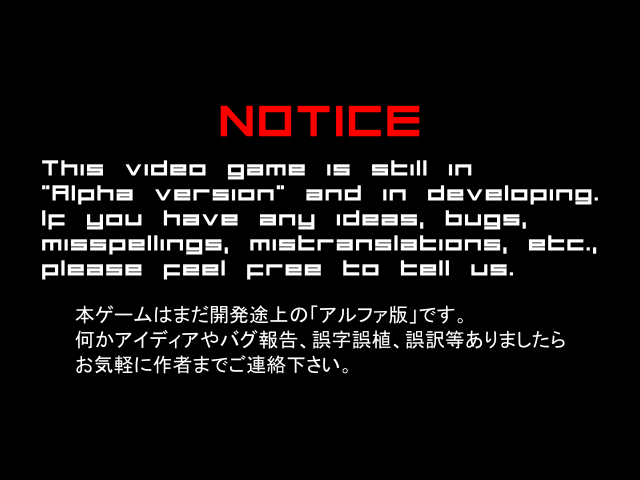 NOTICE
This video game is still in
"Alpha version" and in developing.
If you have any ideas, bugs,
misspellings, mistranslations, etc.,
please feel free to tell us.
本ゲームはまだ開発途上の「アルファ版」です。
何かアイディアやバグ報告、誤字誤植、誤訳等ありましたら
お気軽に作者までご連絡下さい。